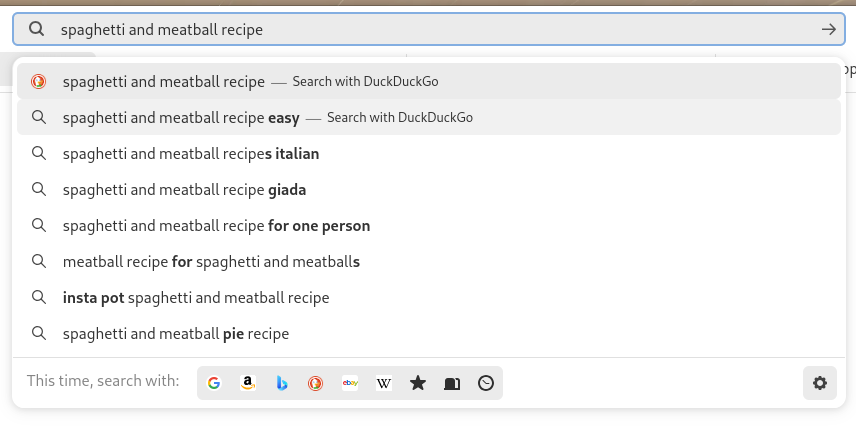 spaghetti and meatball recipe
spaghetti and meatball recipe — Search with DuckDuckGo
spaghetti and meatball recipe easy — Search with DuckDuckGo
spaghetti and meatball recipes italian
spaghetti and meatball recipe giada
spaghetti and meatball recipe for one person
meatball recipe for spaghetti and meatballs
insta pot spaghetti and meatball recipe
spaghetti and meatball pie recipe
This time, search with: G a b ebay W